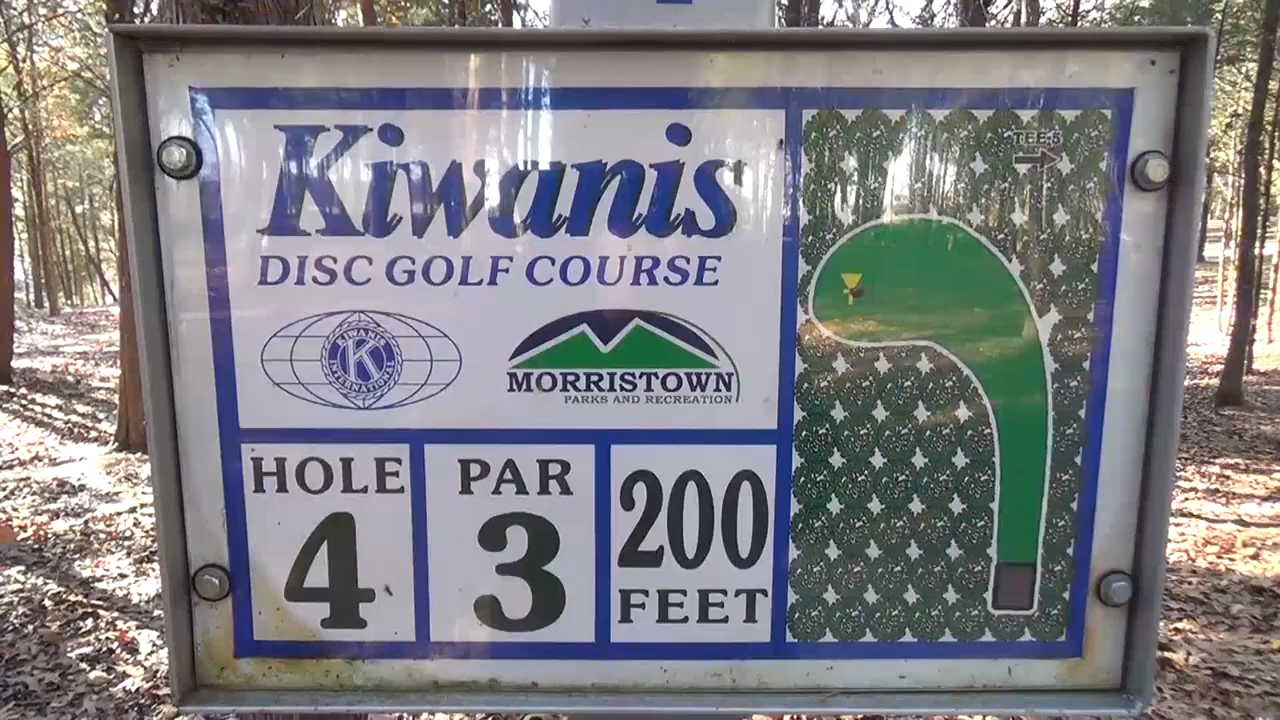 Kiwanis
DISC GOLF COURSE
KIWANIS
K
INTERNATIONAL
MORRISTOWN
PARKS AND RECREATION
HOLE
4
PAR
3
200
FEET
TEE 5